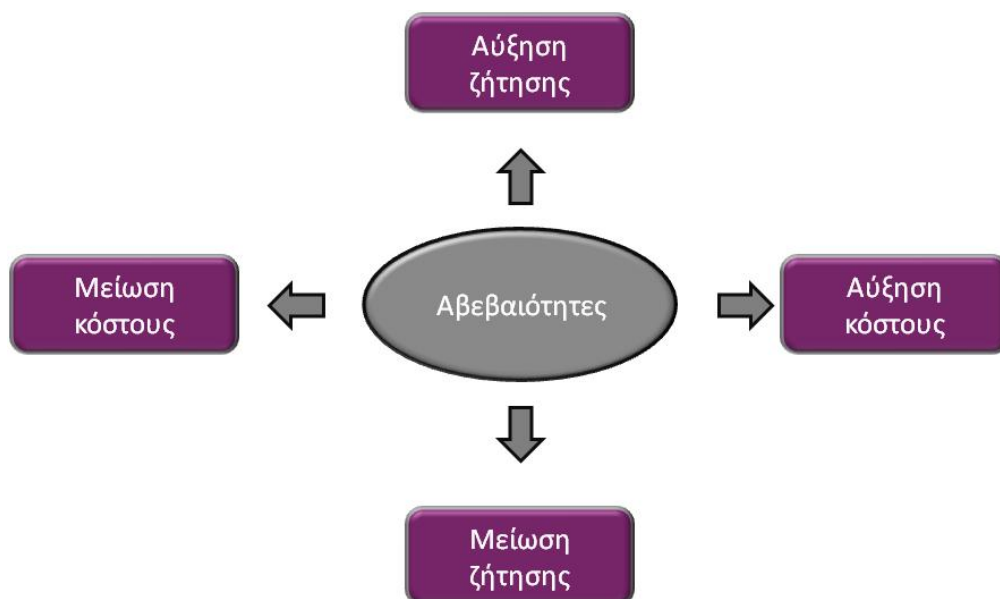 Αύξηση
ζήτησης
Μείωση
κόστους
Αβεβαιότητες
Αύξηση
κόστους
Μείωση
ζήτησης